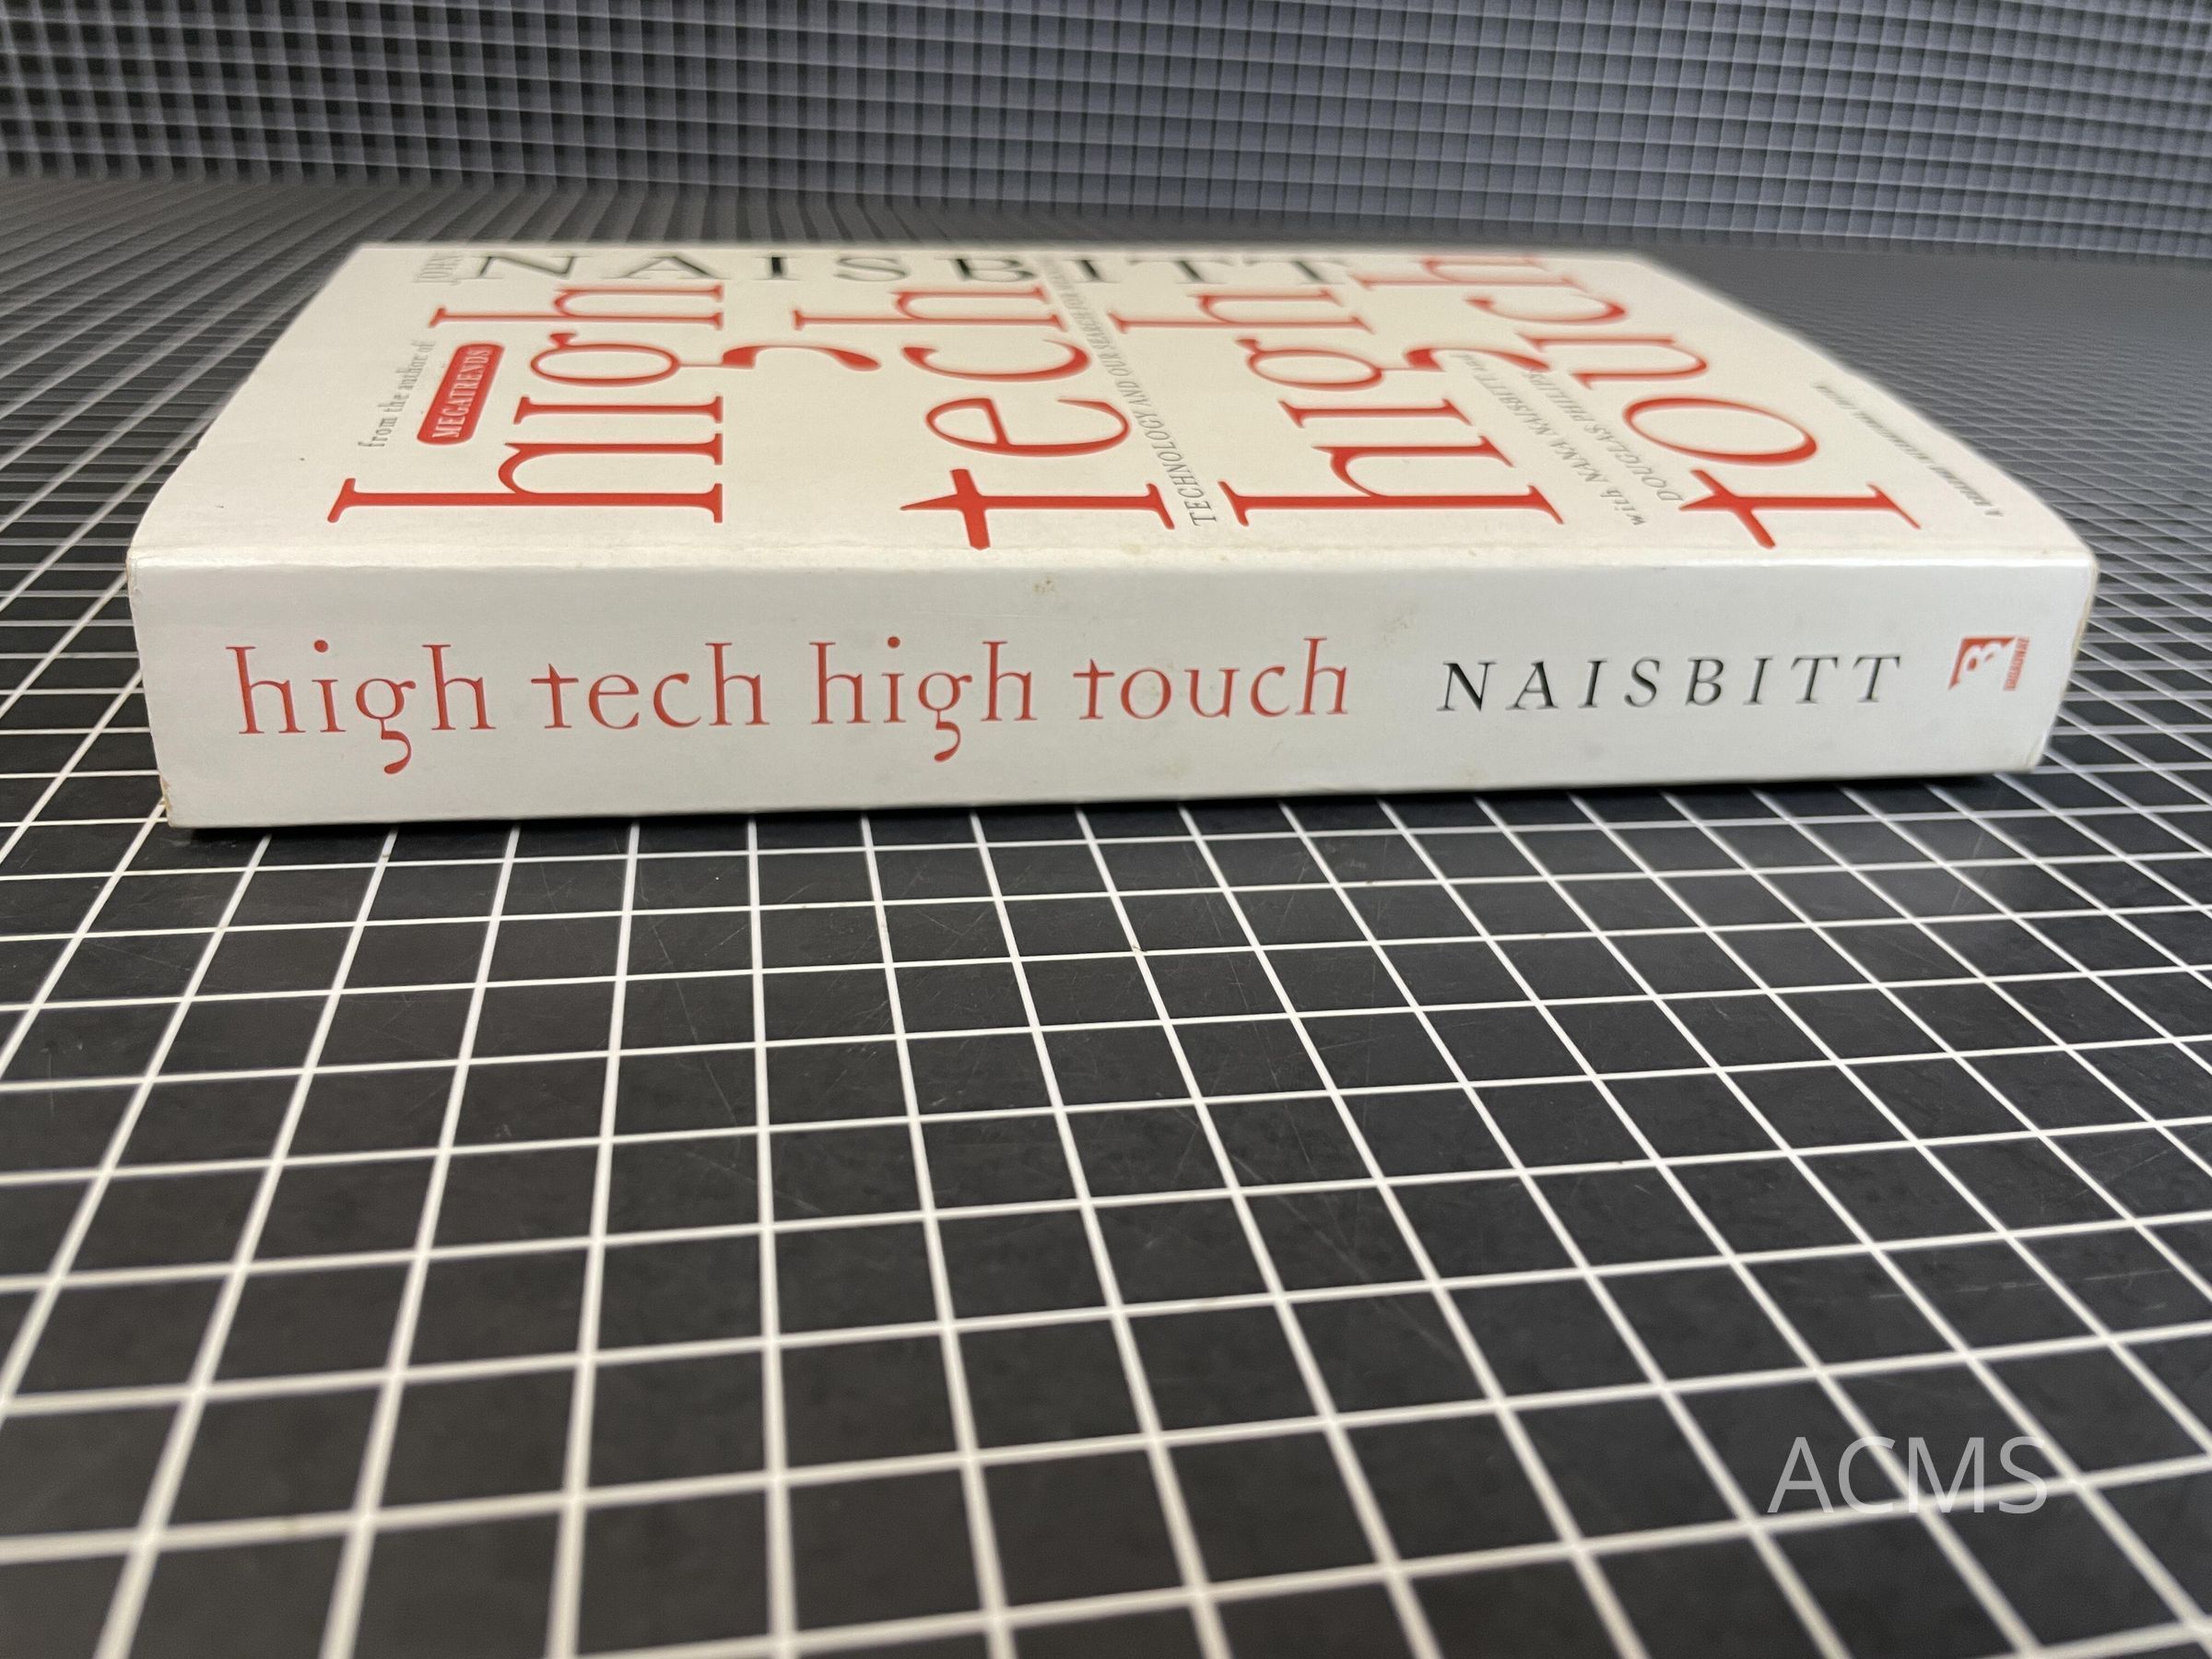 JOHN
NAISBITT
from the author of
MEGATRENDS
high
tech
TECHNOLOGY AND OUR SEARCH FOR
high
with NANA NAISBITT and
DOUGLAS PHILIPS
touch
high tech high touch NAISBITT B
ACMS